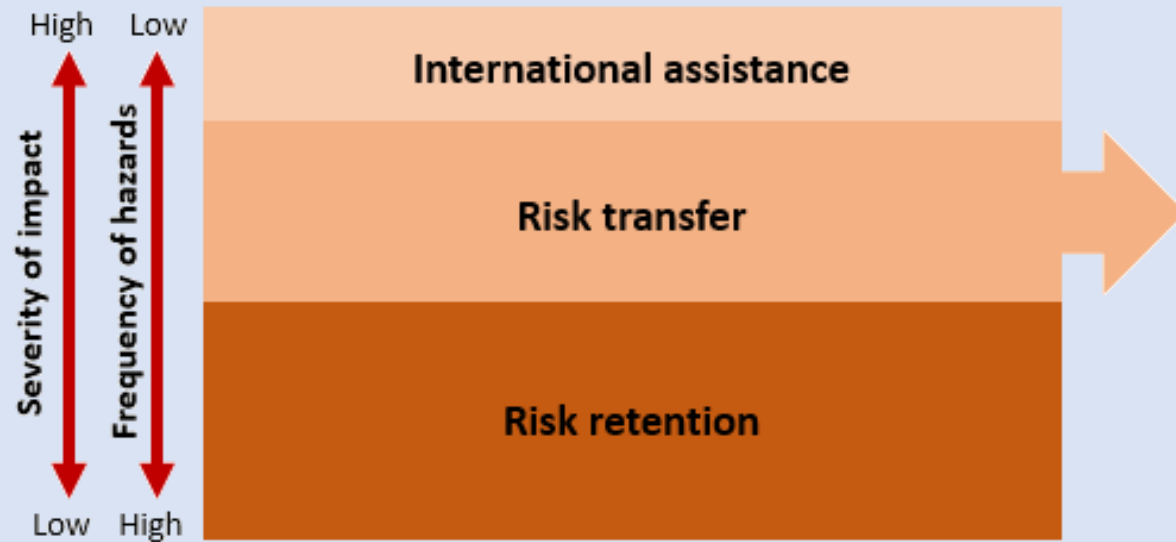 High Low
International assistance
Severity of impact
Frequency of hazards
Risk transfer
Risk retention
Low High